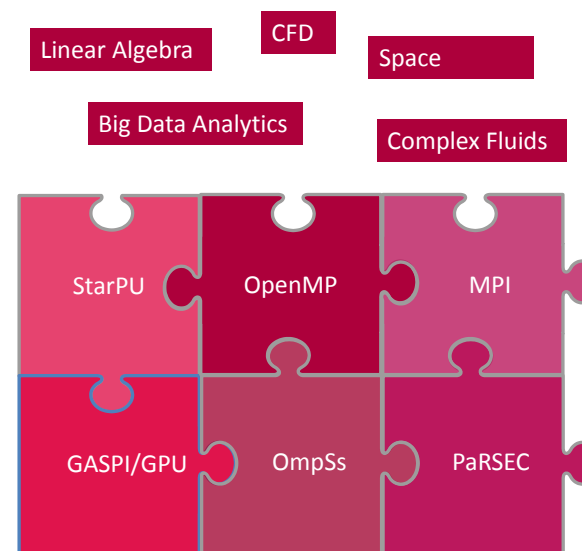 CFD
Linear Algebra
Space
Big Data Analytics
Complex Fluids
StarPU
OpenMP
MPI
GASPI/GPU
OmpSs
PaRSEC